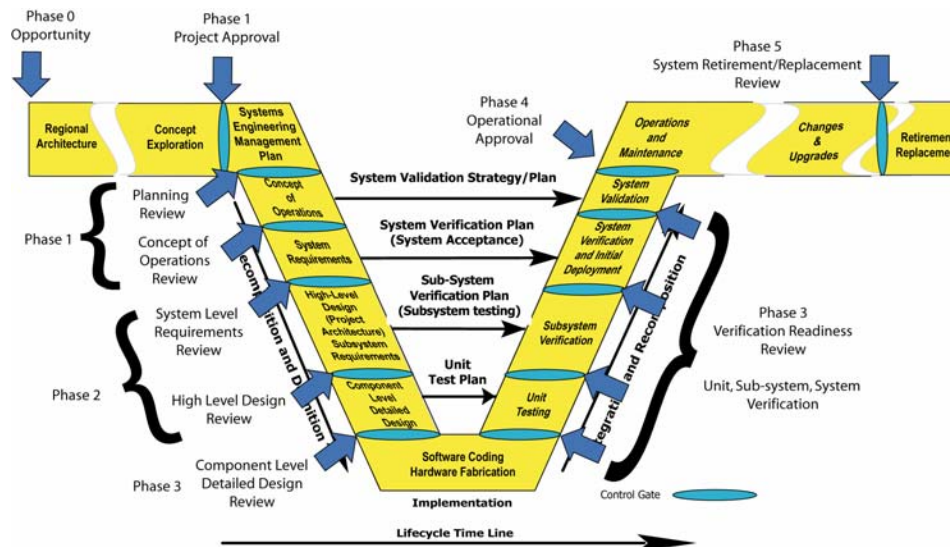 Phase 0
Opportunity
Phase 1
Project Approval
Phase 5
System Retirement/Replacement
Review
Phase 4
Operational
Approval
Regional
Architecture
Concept
Exploration
Systems
Engineering
Management
Plan
Operations
and
Maintenance
Changes
&
Upgrades
Retirement
Replaceme
Phase 1
Planning
Review
Concept of
Operations
Review
Concept
of
Operations
System Validation Strategy/Plan
System
Validation
System
Requirements
System Verification Plan
(System Acceptance)
System
Verification
and Initial
Deployment
Phase 2
System Level
Requirements
Review
High Level Design
Review
High-Level
Design
(Project
Architecture)
Subsystem
Requirements
Sub-System
Verification Plan
(Subsystem testing)
Subsystem
Verification
Phase 3
Verification Readiness
Review
Unit, Sub-system, System
Verification
Component
Level
Detailed
Design
Unit
Test Plan
Unit
Testing
Phase 3
Component Level
Detailed Design
Review
Software Coding
Hardware Fabrication
Implementation
Control Gate
Lifecycle Time Line
and Recomposition